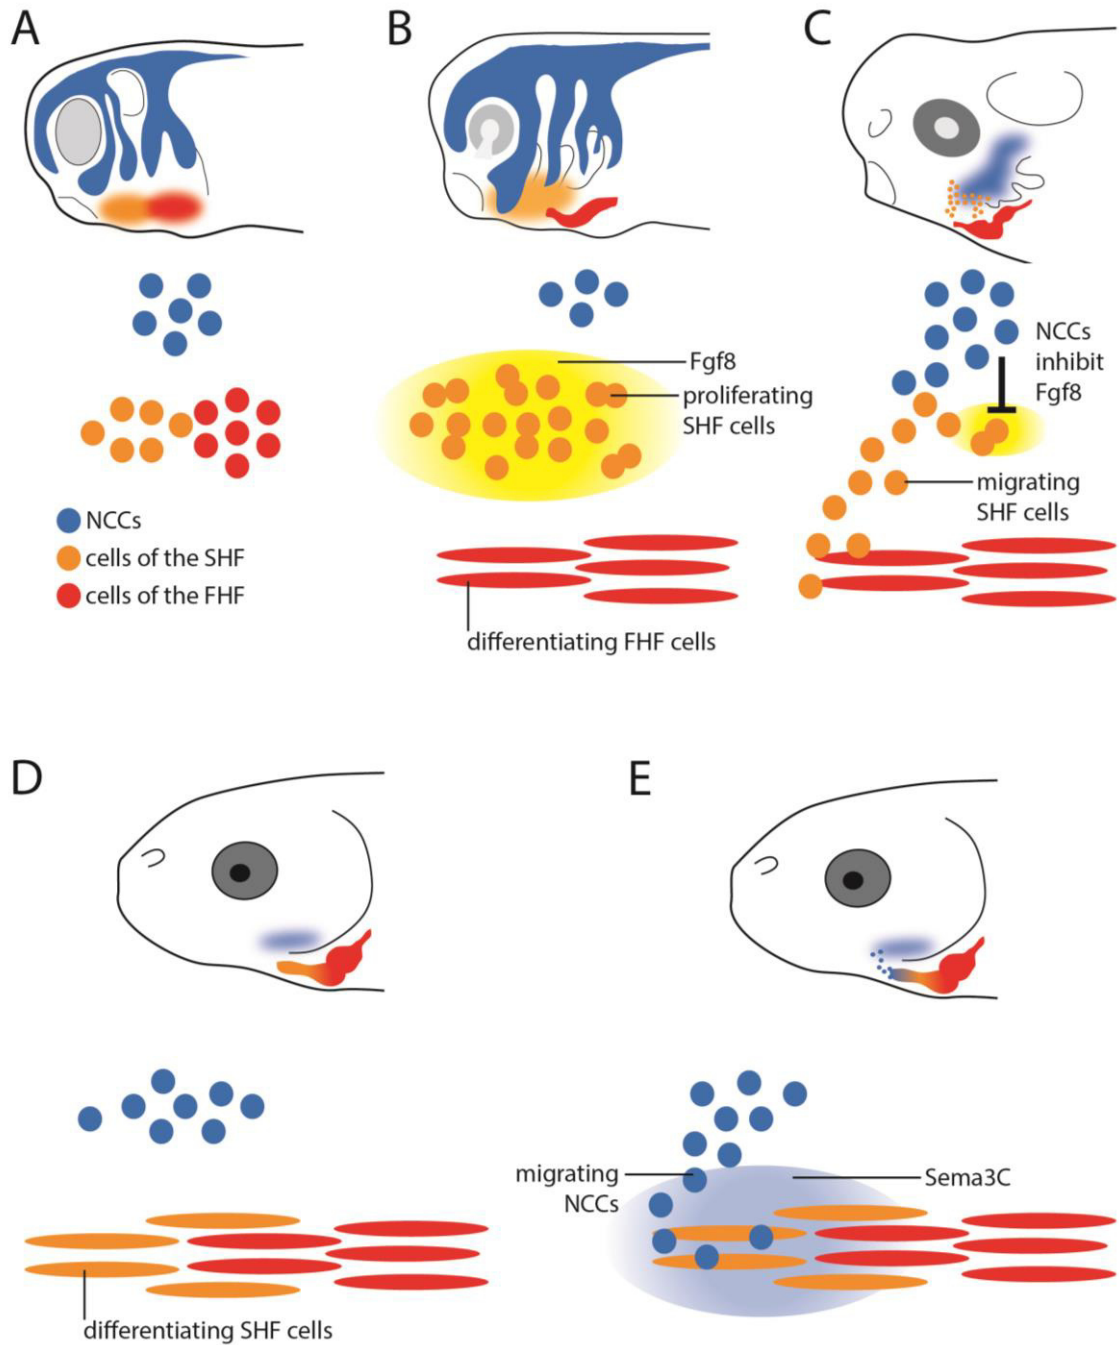 A
B
C
Fgf8
proliferating
SHF cells
NCCs
inhibit
Fgf8
migrating
SHF cells
NCCs
cells of the SHF
cells of the FHF
differentiating FHF cells
D
E
migrating
NCCs
Sema3C
differentiating SHF cells